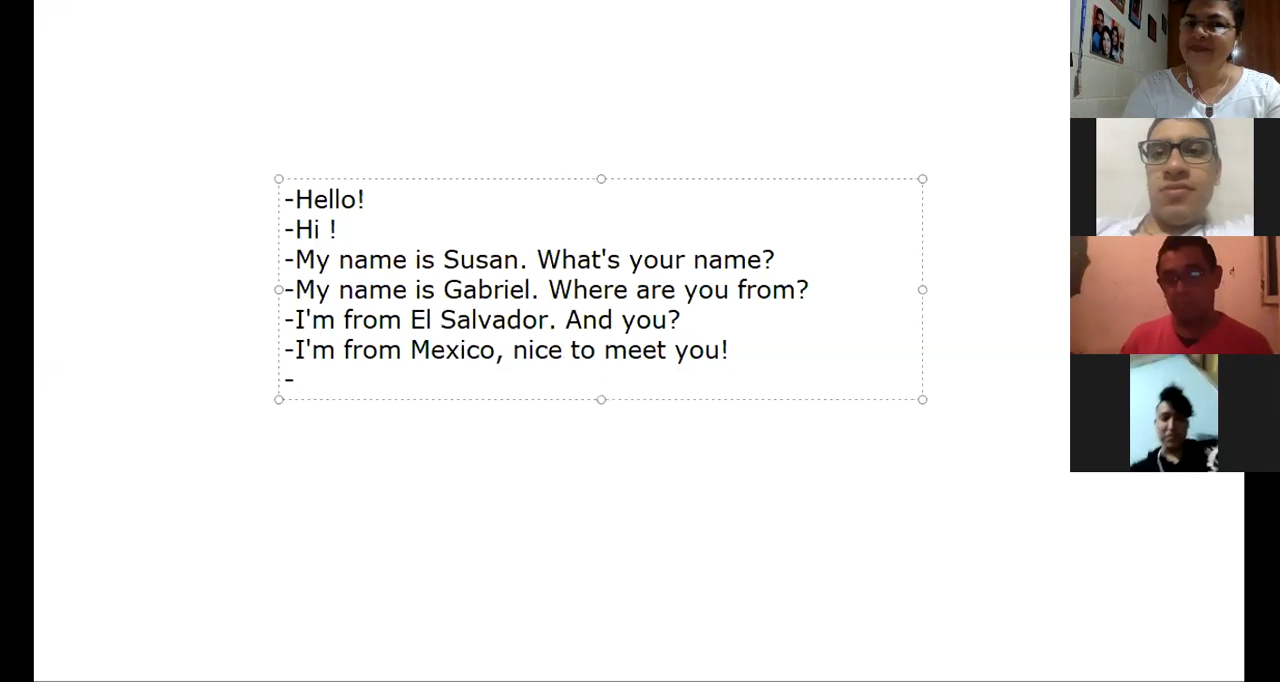 -Hello!
-Hi !
-My name is Susan. What's your name?
-My name is Gabriel. Where are you from?
-I'm from El Salvador. And you?
-I'm from Mexico, nice to meet you!
-